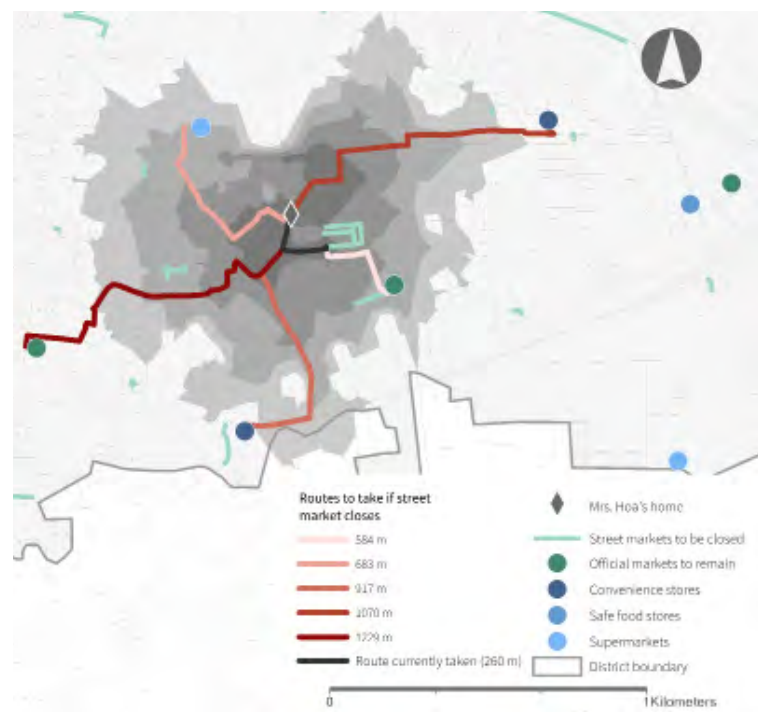 Routes to take if street
market closes
584 m
683 m
917 m
1070 m
1229 m
Route currently taken (260 m)
Mrs. Hoa's home
Street markets to be closed
Official markets to remain
Convenience stores
Safe food stores
Supermarkets
District boundary
0 1 Kilometers